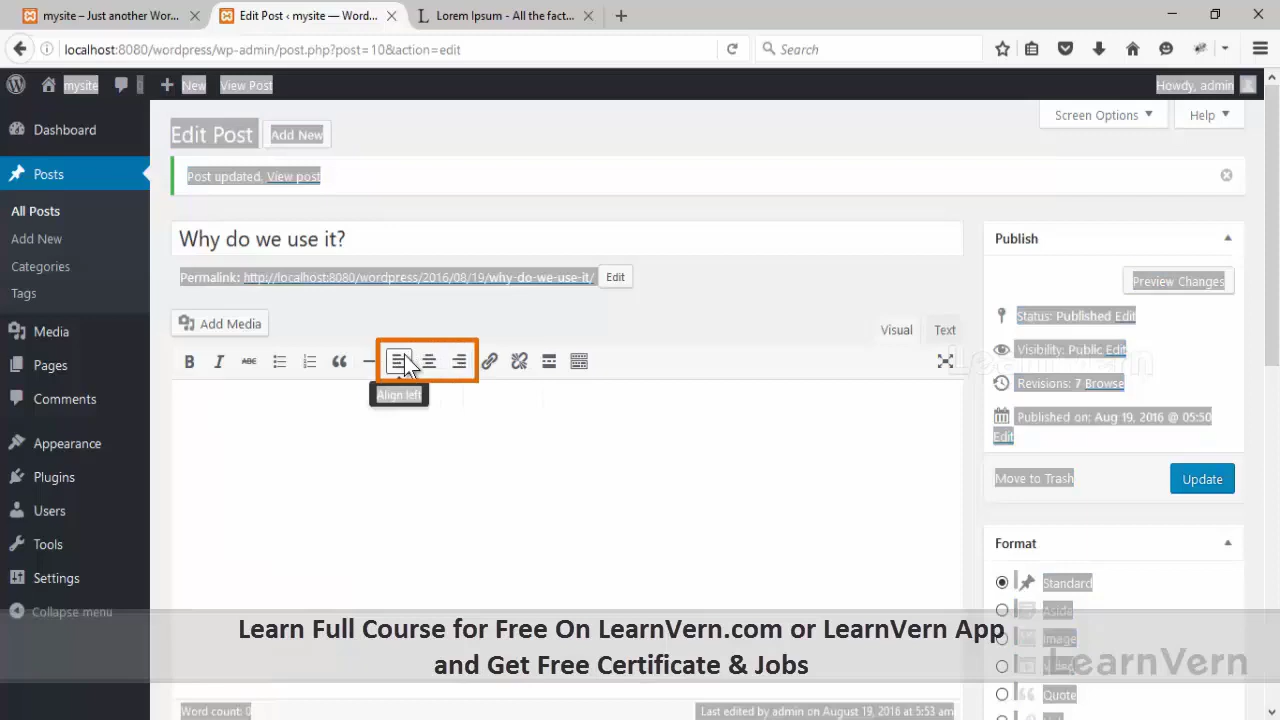 mysite – Just another Wor...
Edit Post ‹ mysite — Word...
Lorem Ipsum - All the fact...
localhost:8080/wordpress/wp-admin/post.php?post=10&action=edit
Search
mysite
New
View Post
Howdy, admin
Dashboard
Posts
All Posts
Add New
Categories
Tags
Media
Pages
Comments
Appearance
Plugins
Users
Tools
Settings
Collapse menu
Screen Options
Help
Edit Post
Add New
Post updated. View post
Why do we use it?
Permalink: http://localhost:8080/wordpress/2016/08/19/why-do-we-use-it/
Edit
Add Media
Visual
Text
B I ABC
Align left
Publish
Preview Changes
Status: Published Edit
Visibility: Public Edit
Revisions: 7 Browse
Published on: Aug 19, 2016 @ 05:50
Edit
Move to Trash
Update
Format
Standard
Aside
Image
Video
Quote
Learn Full Course for Free On LearnVern.com or LearnVern App
and Get Free Certificate & Jobs
LearnVern
Word count: 0
Last edited by admin on August 19, 2016 at 5:53 am